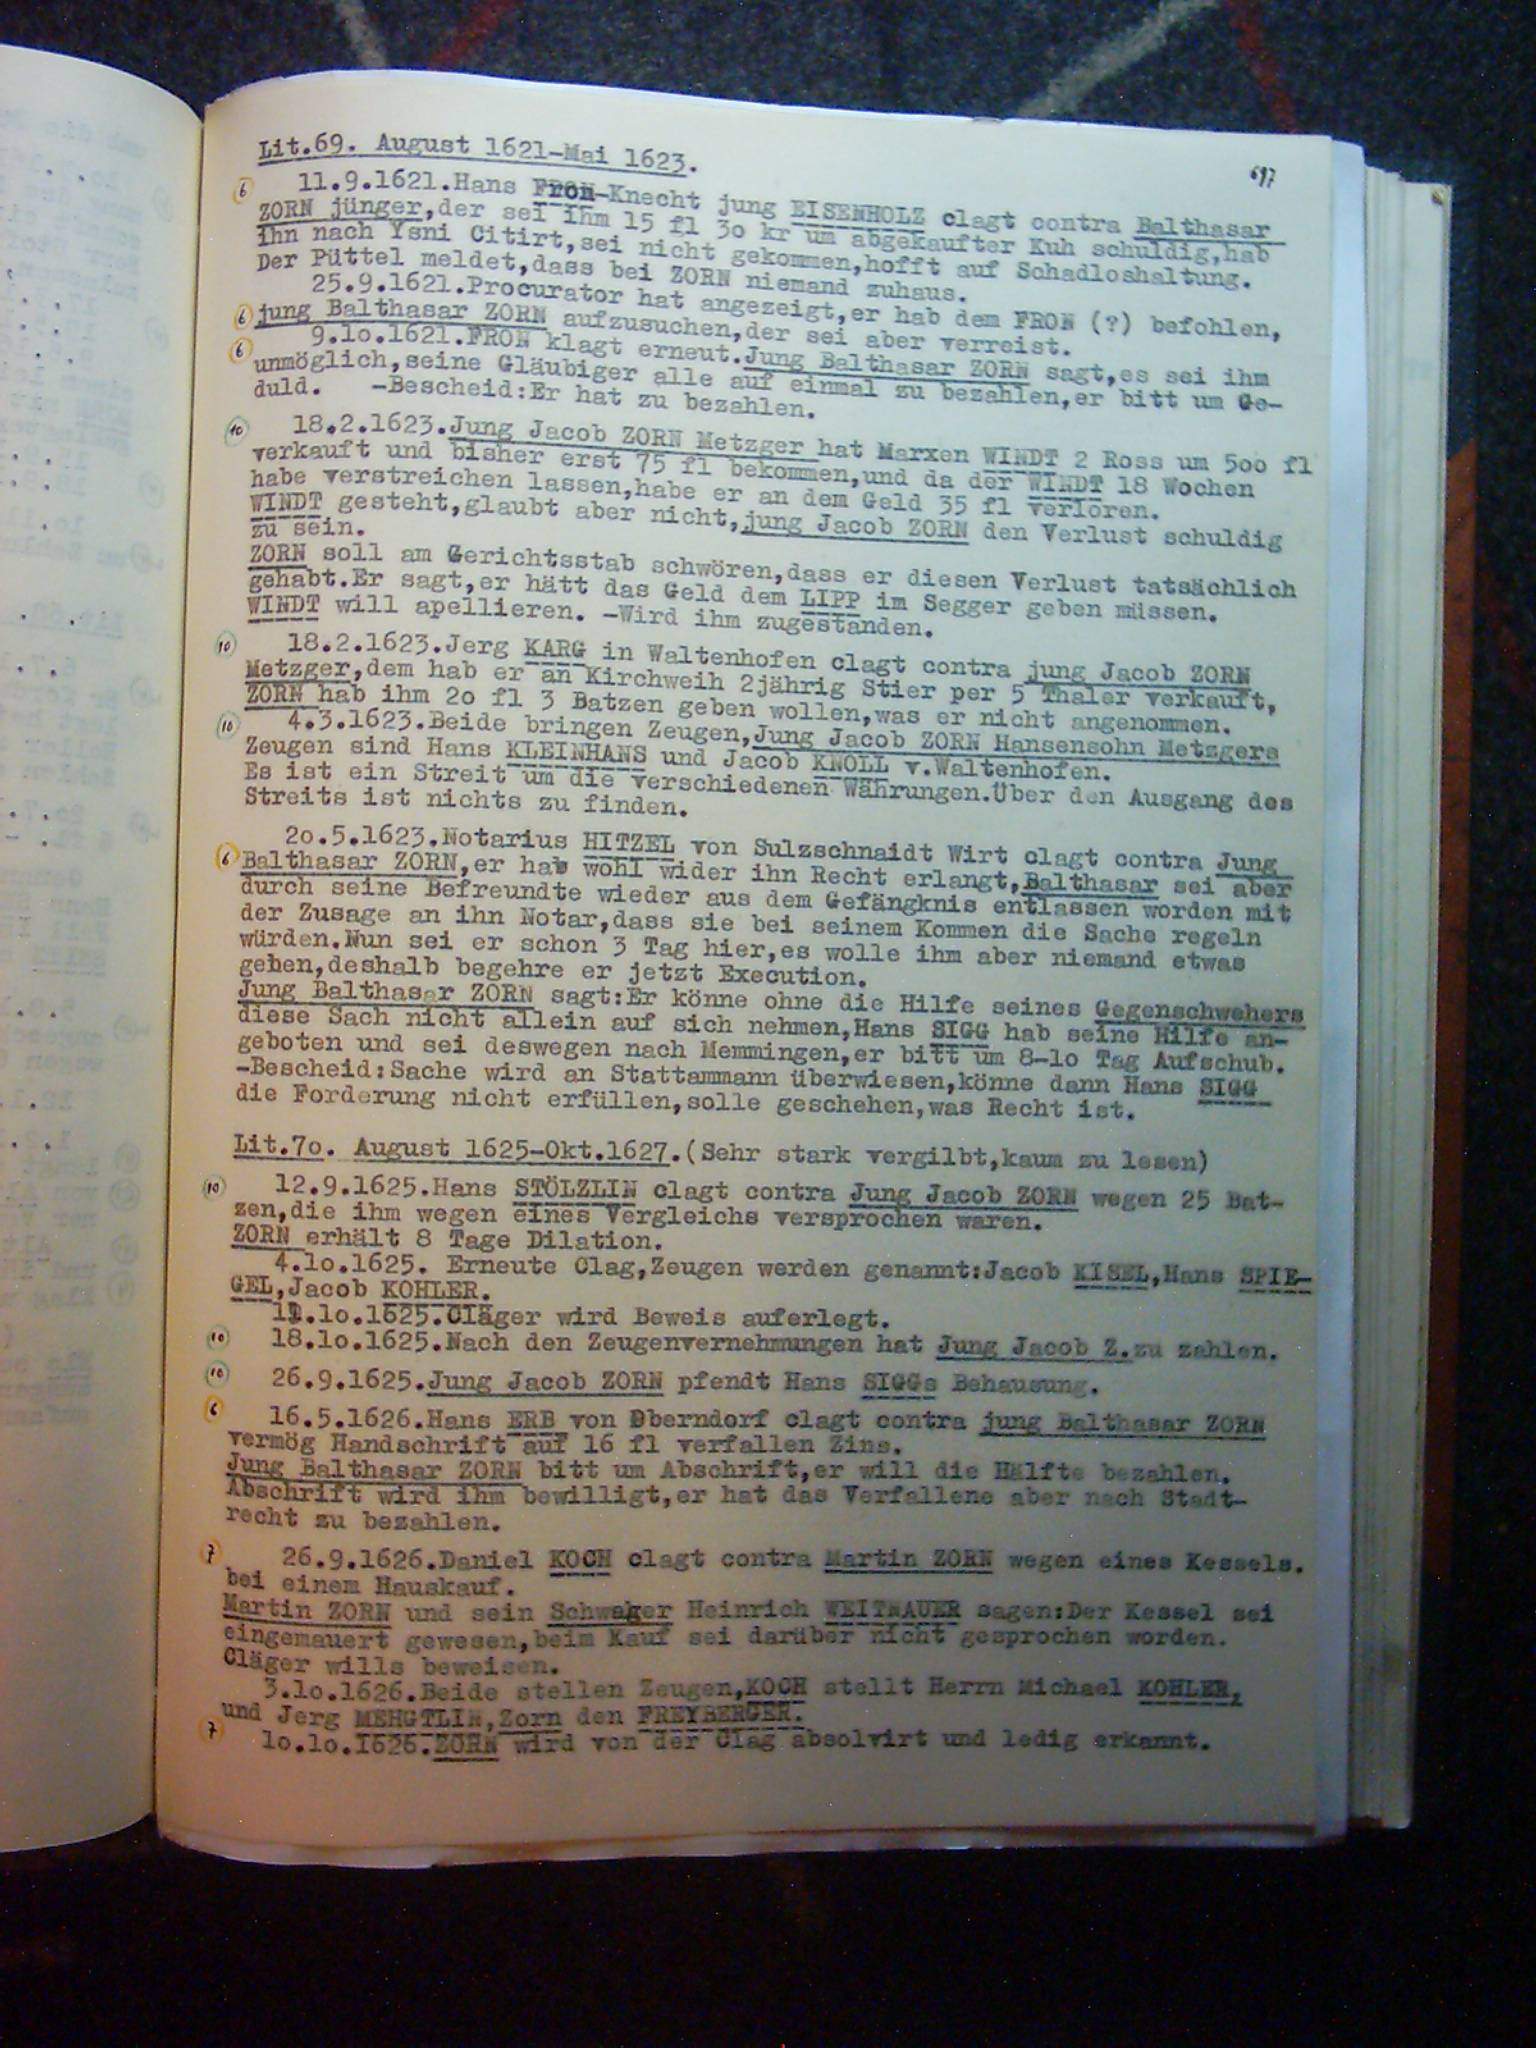 697
Lit.69. August 1621-Mai 1623.
6 11.9.1621.Hans Fron-Knecht jung EISENHOLZ clagt contra Balthasar
ZORN jünger,der sei ihm 15 fl 3o kr um abgekaufter Kuh schuldig,hab
ihn nach Ysni Citirt,sei nicht gekommen,hofft auf Schadloshaltung.
Der Püttel meldet,dass bei ZORN niemand zuhaus.
25.9.1621.Procurator hat angezeigt,er hab dem FRON (?) befohlen,
6 jung Balthasar ZORN aufzusuchen,der sei aber verreist.
6 9.1o.1621.FRON klagt erneut.Jung Balthasar ZORN sagt,es sei ihm
unmöglich,seine Gläubiger alle auf einmal zu bezahlen,er bitt um Ge-
duld. -Bescheid:Er hat zu bezahlen.
10 18.2.1623.Jung Jacob ZORN Metzger hat Marxen WINDT 2 Ross um 5oo fl
verkauft und bisher erst 75 fl bekommen,und da der WINDT 18 Wochen
habe verstreichen lassen,habe er an dem Geld 35 fl verloren.
WINDT gesteht,glaubt aber nicht,jung Jacob ZORN den Verlust schuldig
zu sein.
ZORN soll am Gerichtsstab schwören,dass er diesen Verlust tatsächlich
gehabt.Er sagt,er hätt das Geld dem LIPP im Segger geben müssen.
WINDT will apellieren. -Wird ihm zugestanden.
10 18.2.1623.Jerg KARG in Waltenhofen clagt contra jung Jacob ZORN
Metzger,dem hab er an Kirchweih 2jährig Stier per 5 Thaler verkauft,
ZORN hab ihm 2o fl 3 Batzen geben wollen,was er nicht angenommen.
10 4.3.1623.Beide bringen Zeugen,Jung Jacob ZORN Hansensohn Metzgers
Zeugen sind Hans KLEINHANS und Jacob KNOLL v.Waltenhofen.
Es ist ein Streit um die verschiedenen Währungen.Über den Ausgang des
Streits ist nichts zu finden.
2o.5.1623.Notarius HITZEL von Sulzschnaidt Wirt clagt contra Jung
6 Balthasar ZORN,er hab wohl wider ihn Recht erlangt,Balthasar sei aber
durch seine Befreundte wieder aus dem Gefängknis entlassen worden mit
der Zusage an ihn Notar,dass sie bei seinem Kommen die Sache regeln
würden.Nun sei er schon 3 Tag hier,es wolle ihm aber niemand etwas
geben,deshalb begehre er jetzt Execution.
Jung Balthasar ZORN sagt:Er könne ohne die Hilfe seines Gegenschwehers
diese Sach nicht allein auf sich nehmen,Hans SIGG hab seine Hilfe an-
geboten und sei deswegen nach Memmingen,er bitt um 8-1o Tag Aufschub.
-Bescheid:Sache wird an Stattammann überwiesen,könne dann Hans SIGG
die Forderung nicht erfüllen,solle geschehen,was Recht ist.
Lit.7o. August 1625-Okt.1627.(Sehr stark vergilbt,kaum zu lesen)
10 12.9.1625.Hans STÖLZLIN clagt contra Jung Jacob ZORN wegen 25 Bat-
zen,die ihm wegen eines Vergleichs versprochen waren.
ZORN erhält 8 Tage Dilation.
4.1o.1625. Erneute Clag,Zeugen werden genannt:Jacob KISEL,Hans SPIE-
GEL,Jacob KOHLER.
.1o.1625.Cläger wird Beweis auferlegt.
10 18.1o.1625.Nach den Zeugenvernehmungen hat Jung Jacob Z.zu zahlen.
10 26.9.1625.Jung Jacob ZORN pfendt Hans SIGGs Behausung.
6 16.5.1626.Hans ERB von Oberndorf clagt contra jung Balthasar ZORN
vermög Handschrift auf 16 fl verfallen Zins.
Jung Balthasar ZORN bitt um Abschrift,er will die Hälfte bezahlen.
Abschrift wird ihm bewilligt,er hat das Verfallene aber nach Stadt-
recht zu bezahlen.
7 26.9.1626.Daniel KOCH clagt contra Martin ZORN wegen eines Kessels.
bei einem Hauskauf.
Martin ZORN und sein Schwager Heinrich WEITNAUER sagen:Der Kessel sei
eingemauert gewesen,beim Kauf sei darüber nicht gesprochen worden.
Cläger wills beweisen.
3.1o.1626.Beide stellen Zeugen,KOCH stellt Herrn Michael KOHLER,
und Jerg MEHGTLIN,Zorn den FREYBERGER.
7 1o.1o.1626.ZORN wird von der Clag absolvirt und ledig erkannt.